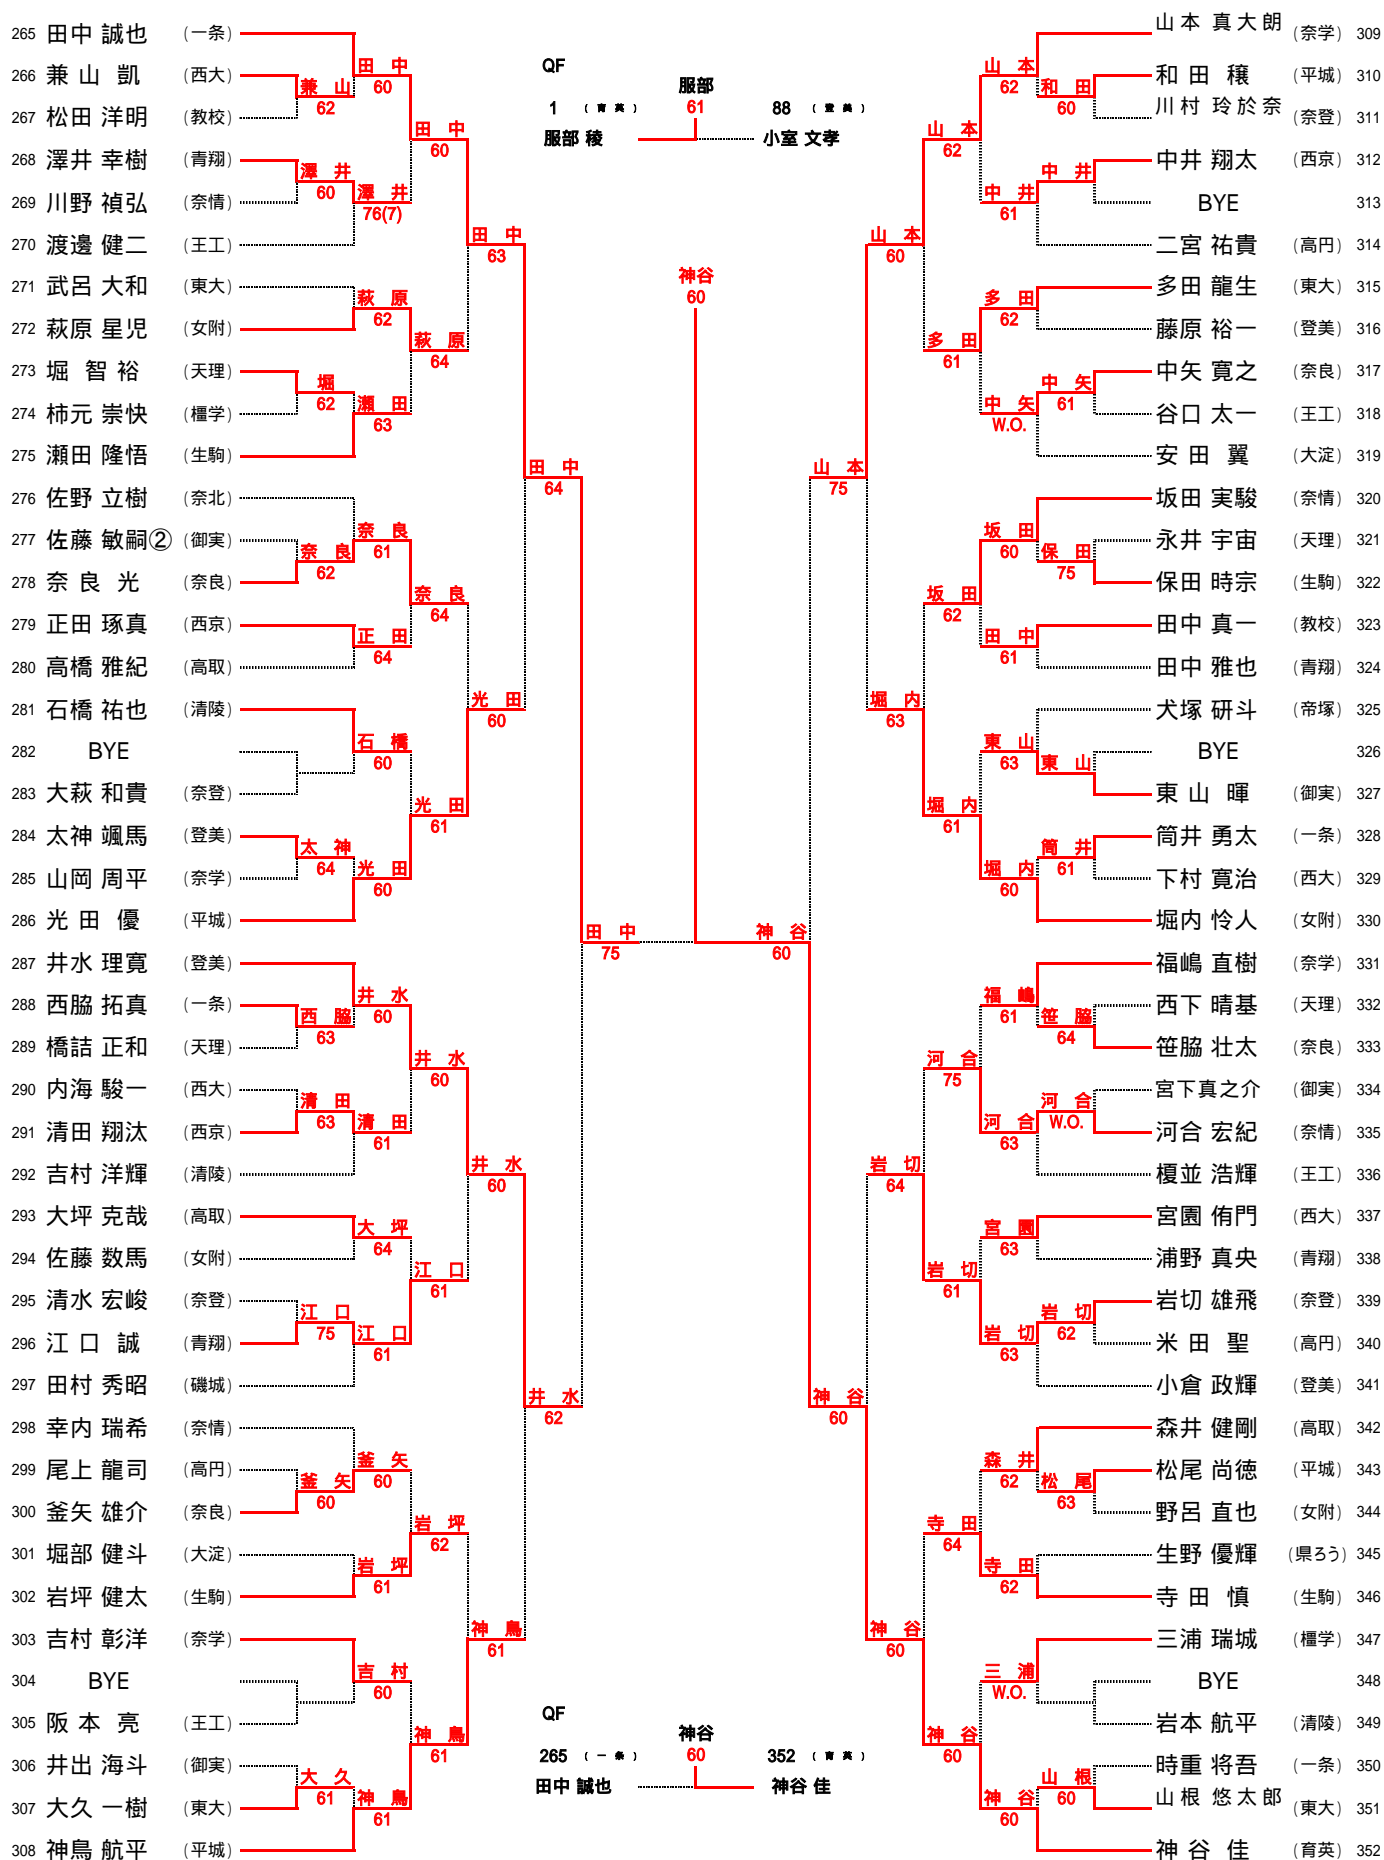 265 田中 誠也 (一条)
266 兼山 凱 (西大)
267 松田 洋明 (教校)
268 澤井 幸樹 (青翔)
269 川野 禎弘 (奈情)
270 渡邊 健二 (王工)
271 武呂 大和 (東大)
272 萩原 星児 (女附)
273 堀 智裕 (天理)
274 柿元 崇快 (橿学)
275 瀬田 隆悟 (生駒)
276 佐野 立樹 (奈北)
277 佐藤 敏嗣② (御実)
278 奈良 光 (奈良)
279 正田 琢真 (西京)
280 高橋 雅紀 (高取)
281 石橋 祐也 (清陵)
282 BYE
283 大萩 和貴 (奈登)
284 太神 颯馬 (登美)
285 山岡 周平 (奈学)
286 光田 優 (平城)
287 井水 理寛 (登美)
288 西脇 拓真 (一条)
289 橋詰 正和 (天理)
290 内海 駿一 (西大)
291 清田 翔汰 (西京)
292 吉村 洋輝 (清陵)
293 大坪 克哉 (高取)
294 佐藤 数馬 (女附)
295 清水 宏峻 (奈登)
296 江口 誠 (青翔)
297 田村 秀昭 (磯城)
298 幸内 瑞希 (奈情)
299 尾上 龍司 (高円)
300 釜矢 雄介 (奈良)
301 堀部 健斗 (大淀)
302 岩坪 健太 (生駒)
303 吉村 彰洋 (奈学)
304 BYE
305 阪本 亮 (王工)
306 井出 海斗 (御実)
307 大久 一樹 (東大)
308 神鳥 航平 (平城)
兼山
62
澤井
60
堀
62
奈良
62
太神
64
西脇
63
清田
63
江口
75
釜矢
60
大久
61
田中
60
澤井
76(7)
萩原
62
瀬田
63
奈良
61
正田
64
石橋
60
光田
60
井水
60
清田
61
大坪
64
江口
61
釜矢
60
岩坪
61
吉村
60
神鳥
61
田中
60
萩原
64
奈良
64
光田
61
井水
60
江口
61
岩坪
62
神鳥
61
田中
63
光田
60
井水
60
神鳥
61
田中
64
井水
62
田中
75
QF
服部
1 (育英) 61 88 (登美)
服部 稜 小室 文孝
神谷
60
QF
神谷
265 (一条) 60 352 (育英)
田中 誠也 神谷 佳
神谷
60
山本
75
神谷
60
山本
60
堀内
63
岩切
64
神谷
60
山本
62
多田
61
坂田
62
堀内
61
河合
75
岩切
61
寺田
64
神谷
60
山本
62
中井
61
多田
62
中矢
W.O.
坂田
60
田中
61
東山
63
堀内
60
福嶋
61
河合
63
宮園
63
岩切
63
森井
62
寺田
62
三浦
W.O.
神谷
60
和田
60
中井
中矢
61
保田
75
東山
筒井
61
笹脇
64
河合
W.O.
岩切
62
松尾
63
山根
60
山本 真大朗 (奈学) 309
和田 穣 (平城) 310
川村 玲於奈 (奈登) 311
中井 翔太 (西京) 312
BYE 313
二宮 祐貴 (高円) 314
多田 龍生 (東大) 315
藤原 裕一 (登美) 316
中矢 寛之 (奈良) 317
谷口 太一 (王工) 318
安田 翼 (大淀) 319
坂田 実駿 (奈情) 320
永井 宇宙 (天理) 321
保田 時宗 (生駒) 322
田中 真一 (教校) 323
田中 雅也 (青翔) 324
犬塚 研斗 (帝塚) 325
BYE 326
東山 暉 (御実) 327
筒井 勇太 (一条) 328
下村 寛治 (西大) 329
堀内 怜人 (女附) 330
福嶋 直樹 (奈学) 331
西下 晴基 (天理) 332
笹脇 壮太 (奈良) 333
宮下真之介 (御実) 334
河合 宏紀 (奈情) 335
榎並 浩輝 (王工) 336
宮園 侑門 (西大) 337
浦野 真央 (青翔) 338
岩切 雄飛 (奈登) 339
米田 聖 (高円) 340
小倉 政輝 (登美) 341
森井 健剛 (高取) 342
松尾 尚徳 (平城) 343
野呂 直也 (女附) 344
生野 優輝 (県ろう) 345
寺田 慎 (生駒) 346
三浦 瑞城 (橿学) 347
BYE 348
岩本 航平 (清陵) 349
時重 将吾 (一条) 350
山根 悠太郎 (東大) 351
神谷 佳 (育英) 352